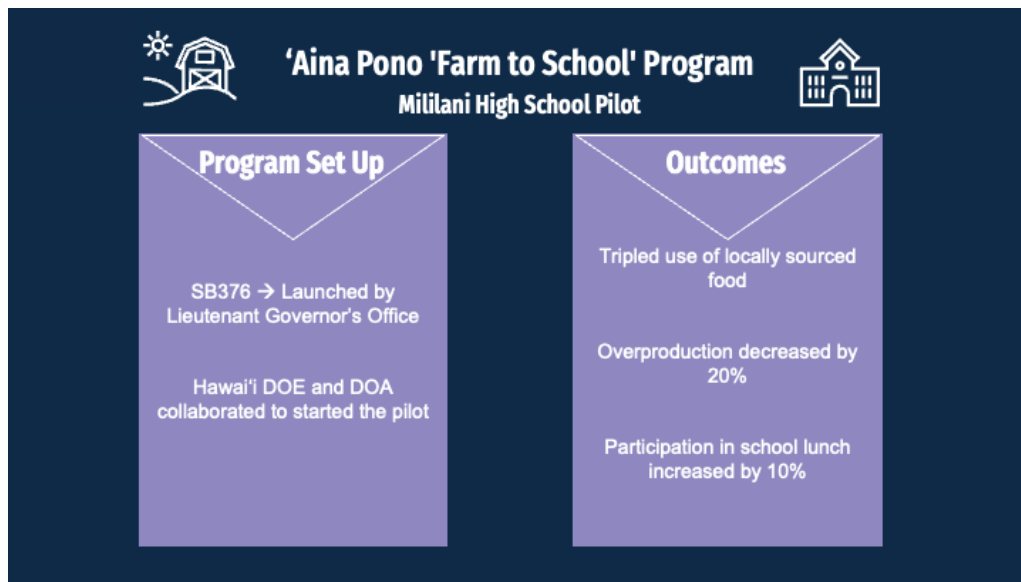 ‘Aina Pono 'Farm to School' Program
Mililani High School Pilot
Program Set Up
SB376 → Launched by
Lieutenant Governor's Office
Hawai'i DOE and DOA
collaborated to started the pilot
Outcomes
Tripled use of locally sourced
food
Overproduction decreased by
20%
Participation in school lunch
increased by 10%